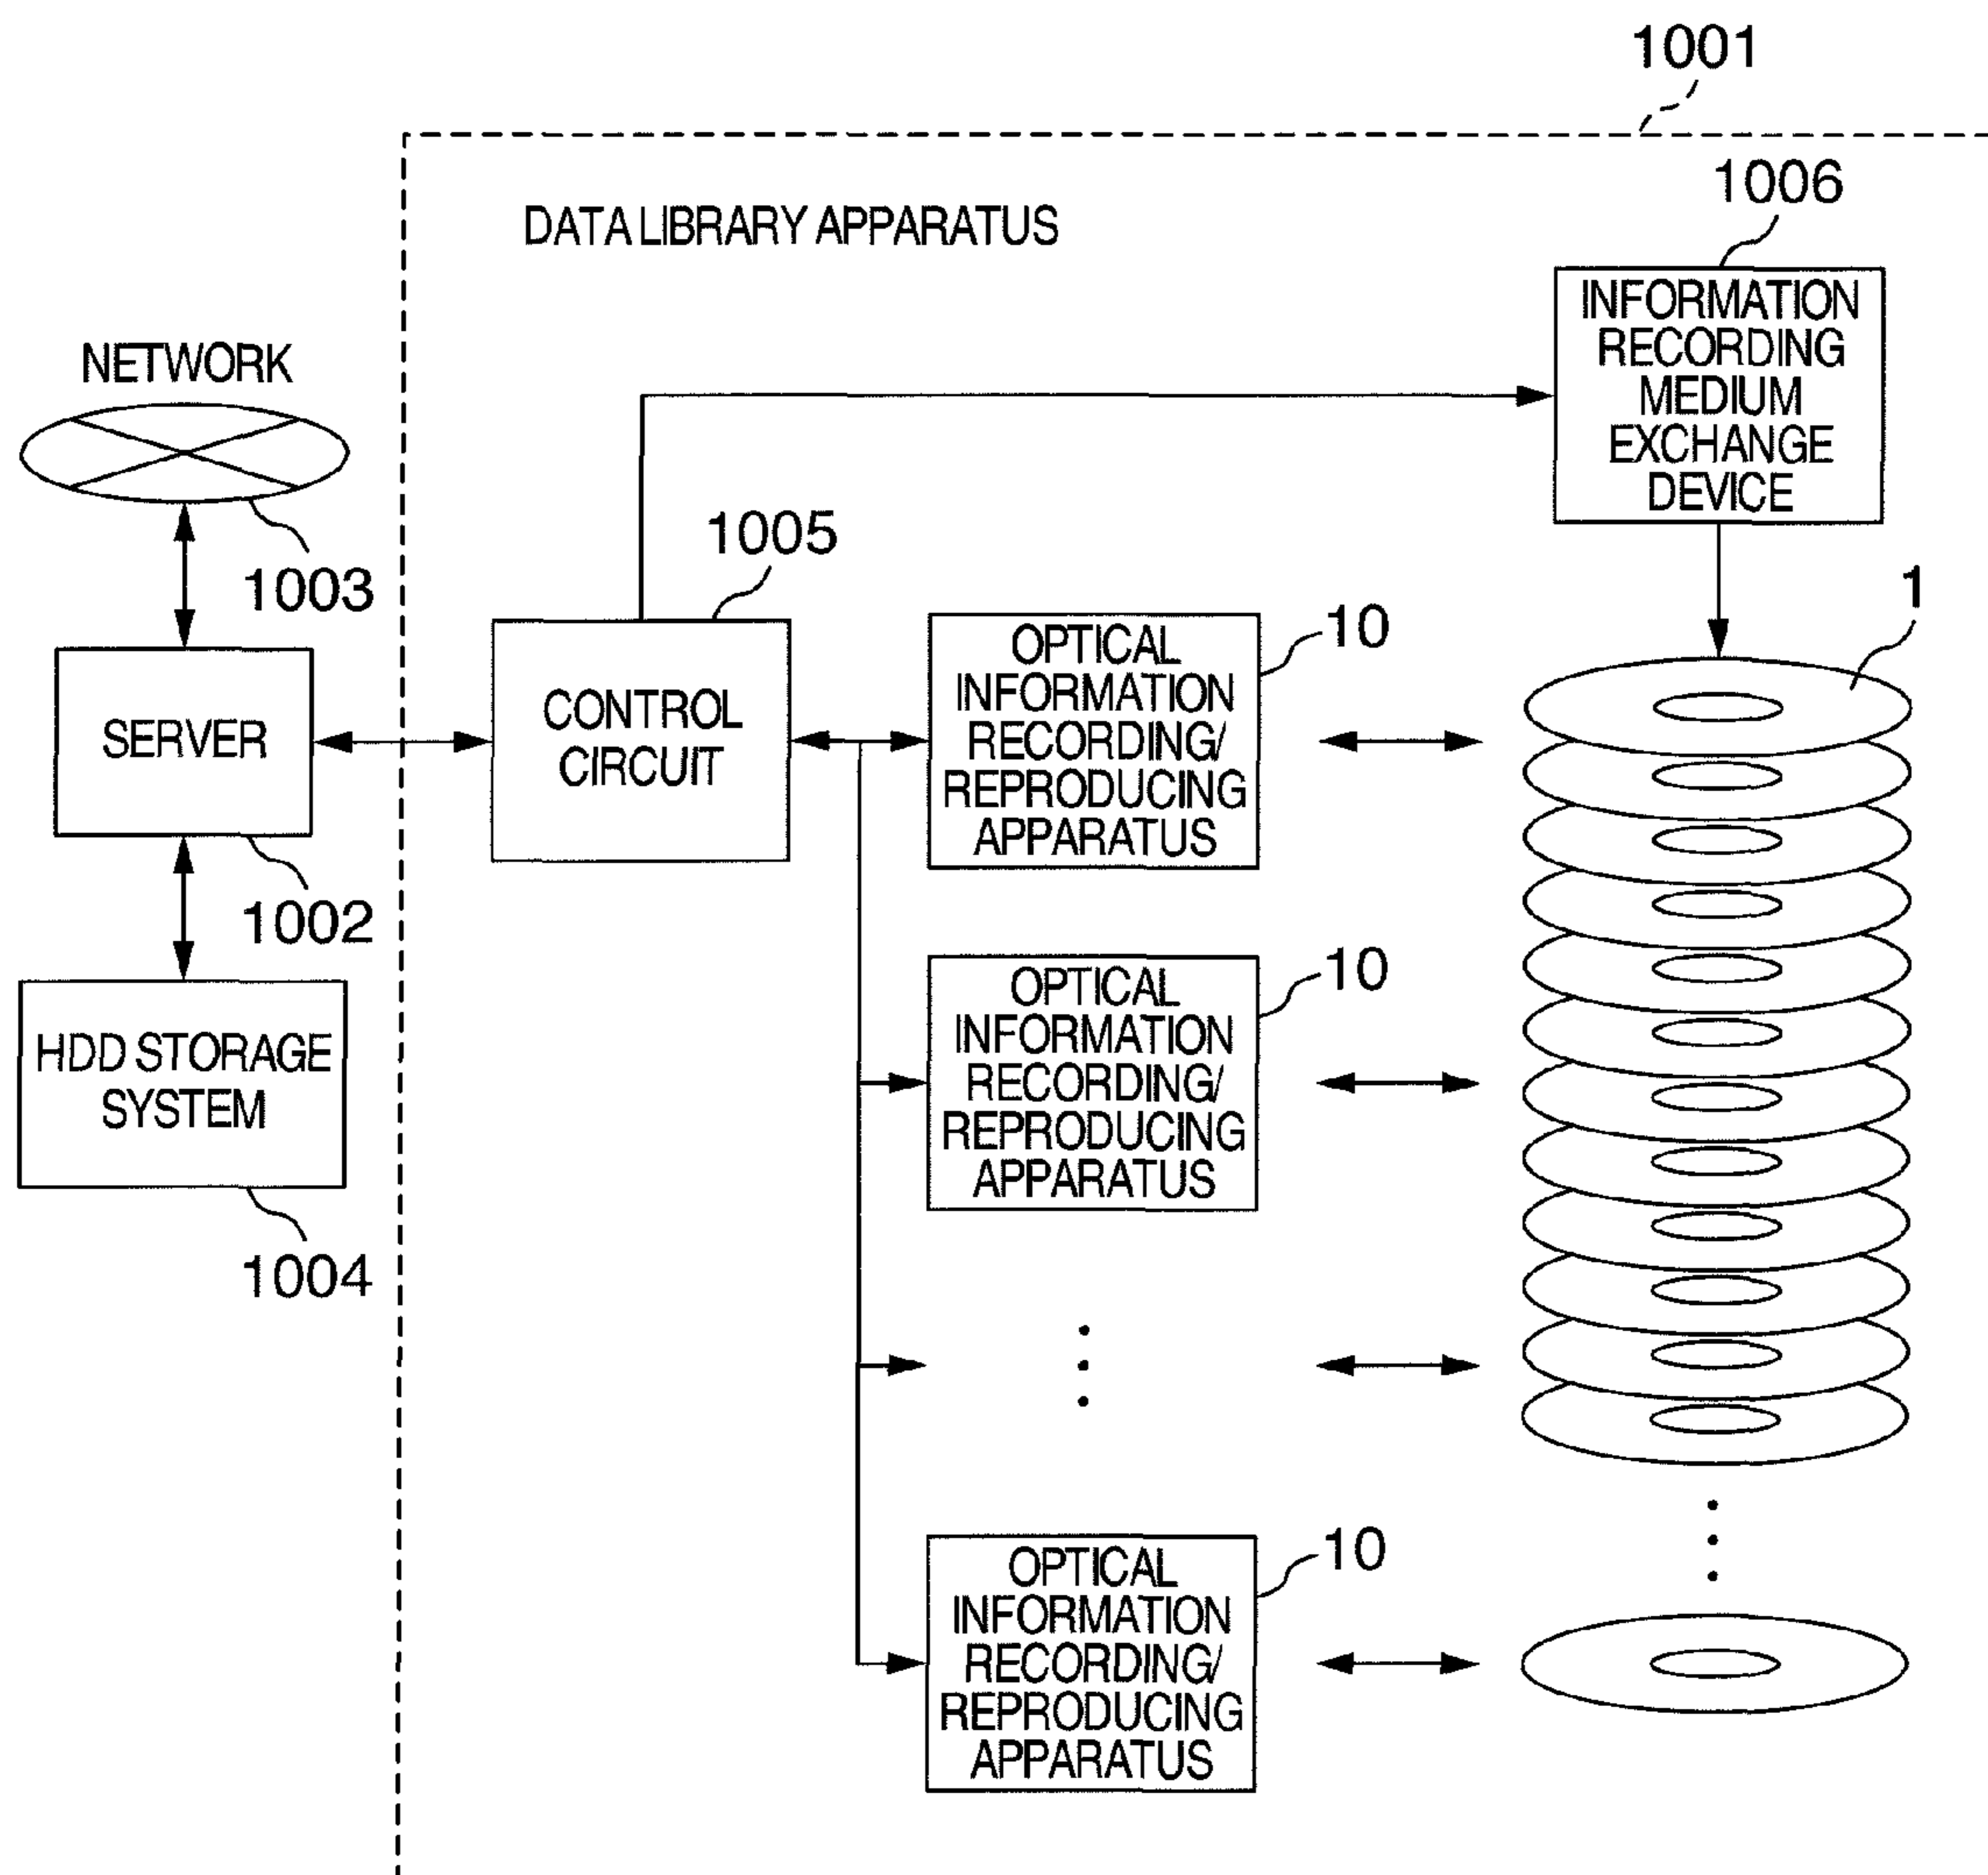 1001
DATA LIBRARY APPARATUS
1006
INFORMATION
RECORDING
MEDIUM
EXCHANGE
DEVICE
NETWORK
1003
1005
1
SERVER
1002
CONTROL
CIRCUIT
10
OPTICAL
INFORMATION
RECORDING/
REPRODUCING
APPARATUS
HDD STORAGE
SYSTEM
1004
10
OPTICAL
INFORMATION
RECORDING/
REPRODUCING
APPARATUS
10
OPTICAL
INFORMATION
RECORDING/
REPRODUCING
APPARATUS